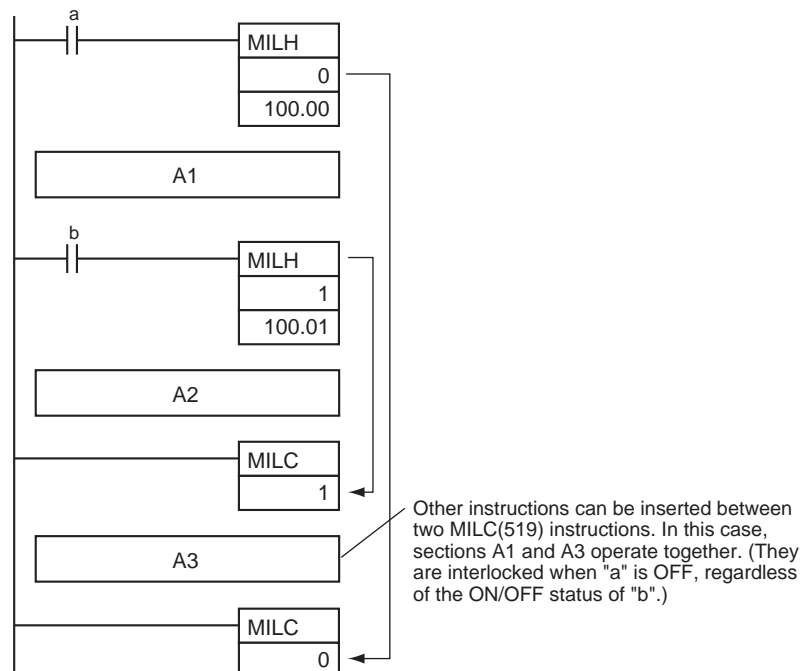 a
MILH
0
100.00
A1
b
MILH
1
100.01
A2
MILC
1
Other instructions can be inserted between
two MILC(519) instructions. In this case,
sections A1 and A3 operate together. (They
are interlocked when "a" is OFF, regardless
of the ON/OFF status of "b".)
A3
MILC
0